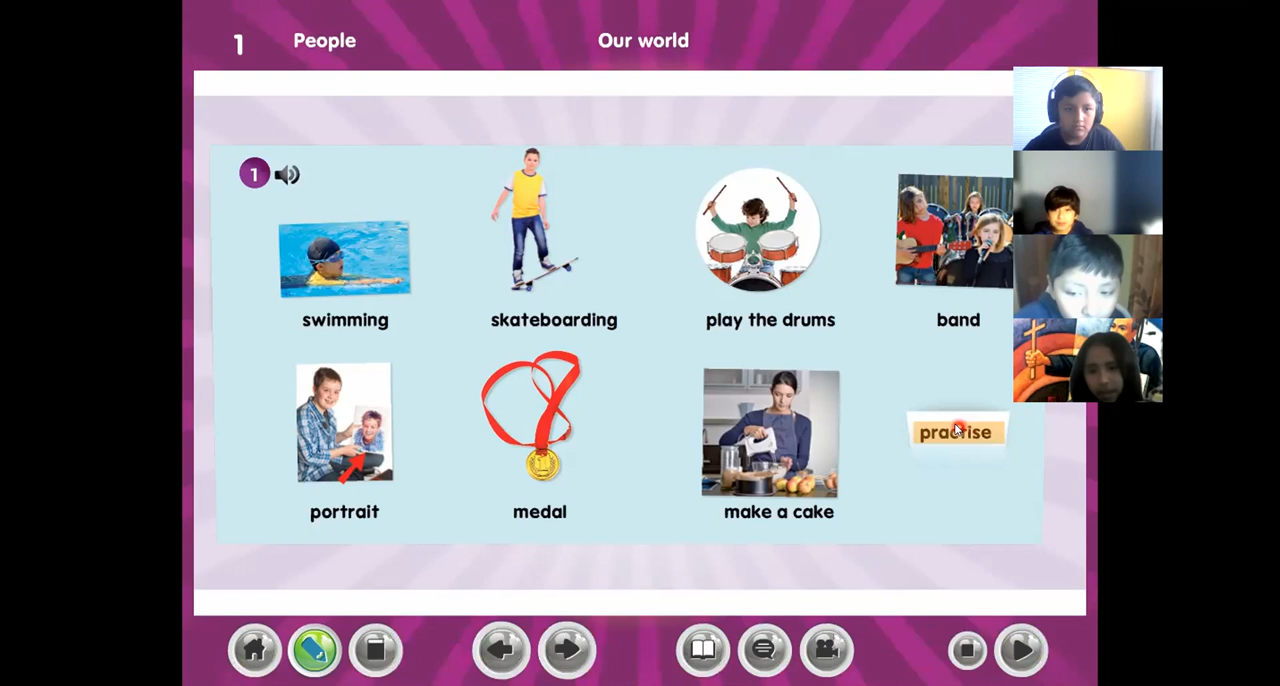 1 People Our world
1
swimming skateboarding play the drums band
practise
portrait medal make a cake